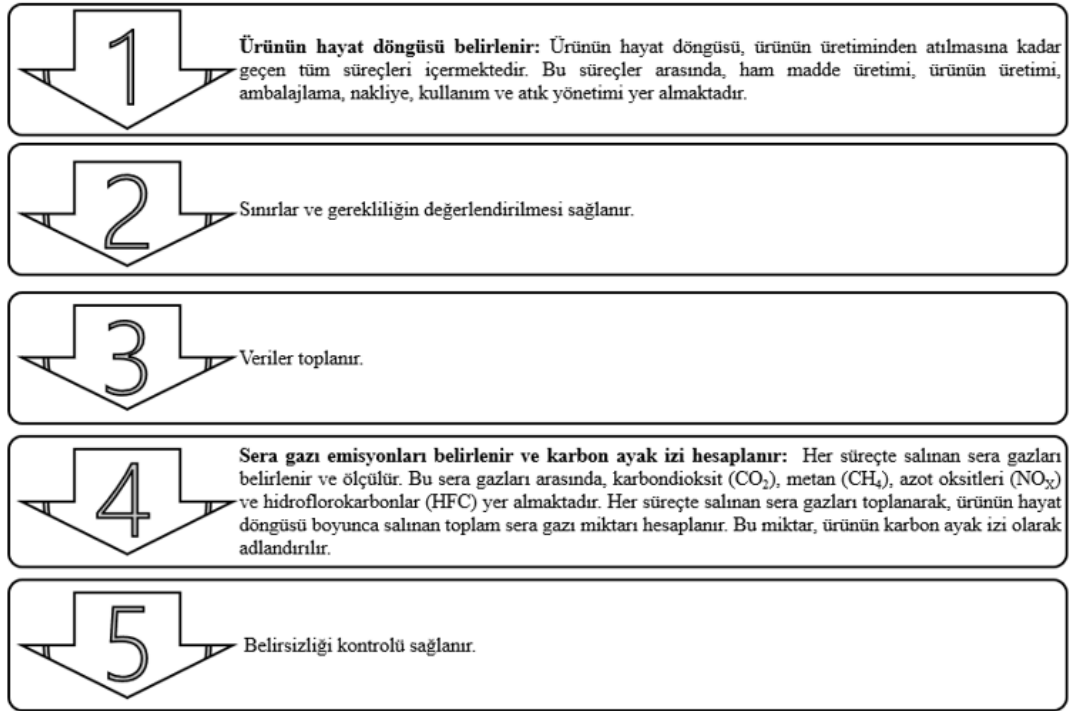 1
Ürünün hayat döngüsü belirlenir: Ürünün hayat döngüsü, ürünün üretiminden atılmasına kadar
geçen tüm süreçleri içermektedir. Bu süreçler arasında, ham madde üretimi, ürünün üretimi,
ambalajlama, nakliye, kullanım ve atık yönetimi yer almaktadır.
2
Sınırlar ve gerekliliğin değerlendirilmesi sağlanır.
3
Veriler toplanır.
4
Sera gazı emisyonları belirlenir ve karbon ayak izi hesaplanır: Her süreçte salınan sera gazları
belirlenir ve ölçülür. Bu sera gazları arasında, karbondioksit (CO₂), metan (CH₄), azot oksitleri (NOₓ)
ve hidroflorokarbonlar (HFC) yer almaktadır. Her süreçte salınan sera gazları toplanarak, ürünün hayat
döngüsü boyunca salınan toplam sera gazı miktarı hesaplanır. Bu miktar, ürünün karbon ayak izi olarak
adlandırılır.
5
Belirsizliği kontrolü sağlanır.